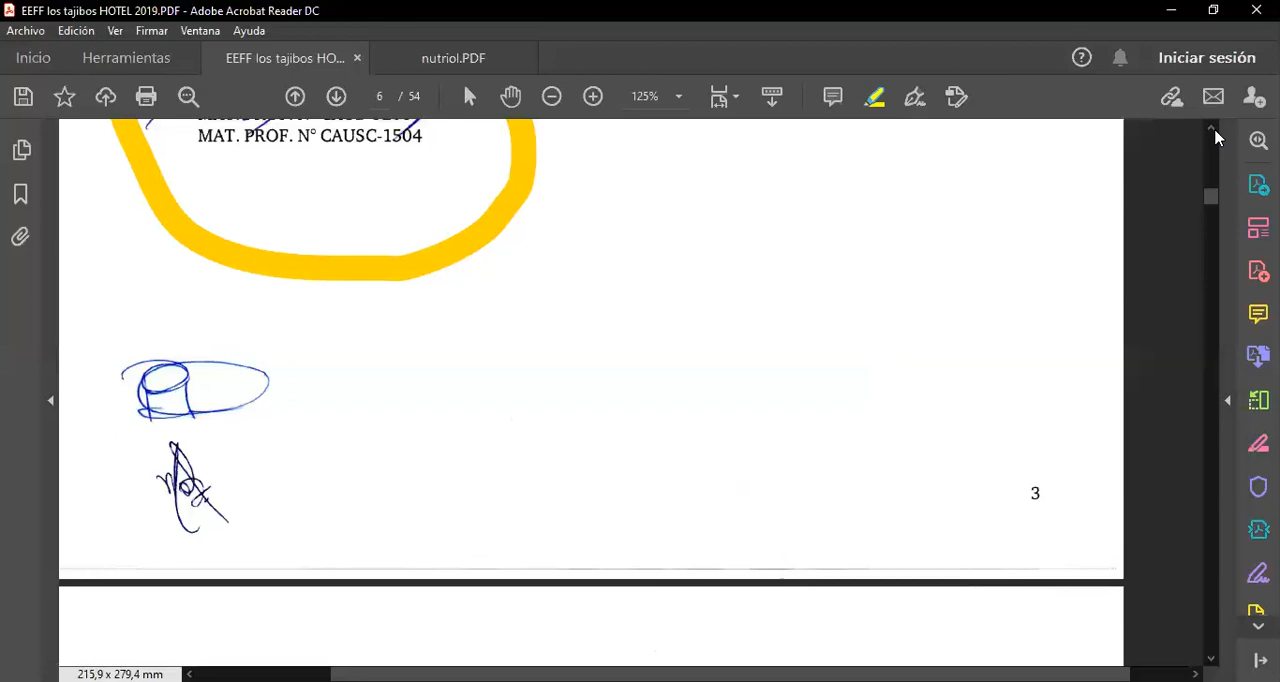 EEFF los tajibos HOTEL 2019.PDF - Adobe Acrobat Reader DC
Archivo Edición Ver Firmar Ventana Ayuda
Inicio Herramientas EEFF los tajibos HO... × nutriol.PDF Iniciar sesión
6 / 54 125%
MAT. PROF. N° CAUSC-1504
3
215,9 x 279,4 mm